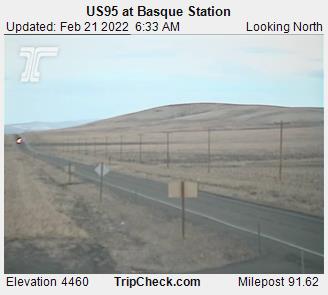 US95 at Basque Station
Updated: Feb 21 2022 6:33 AM Looking North
Elevation 4460 TripCheck.com Milepost 91.62